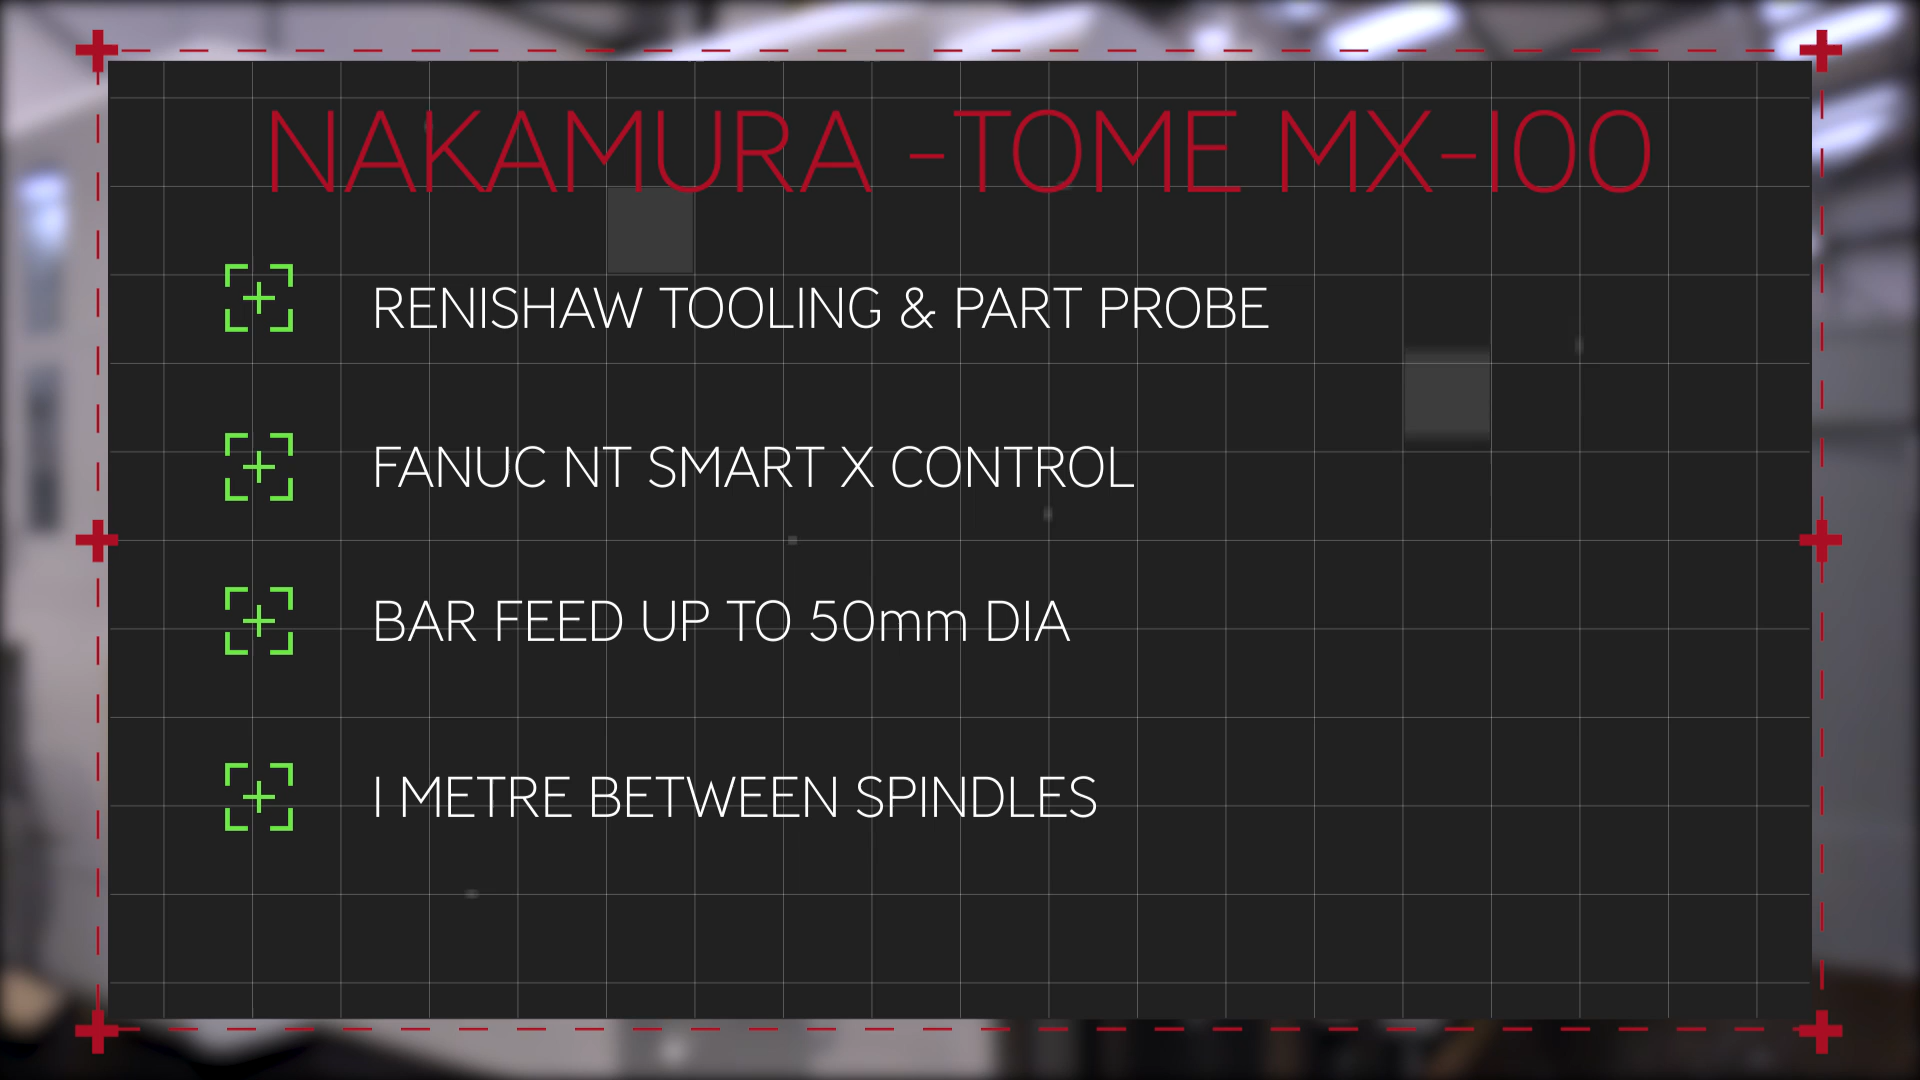 NAKAMURA -TOME MX-100
RENISHAW TOOLING & PART PROBE
FANUC NT SMART X CONTROL
BAR FEED UP TO 50mm DIA
1 METRE BETWEEN SPINDLES